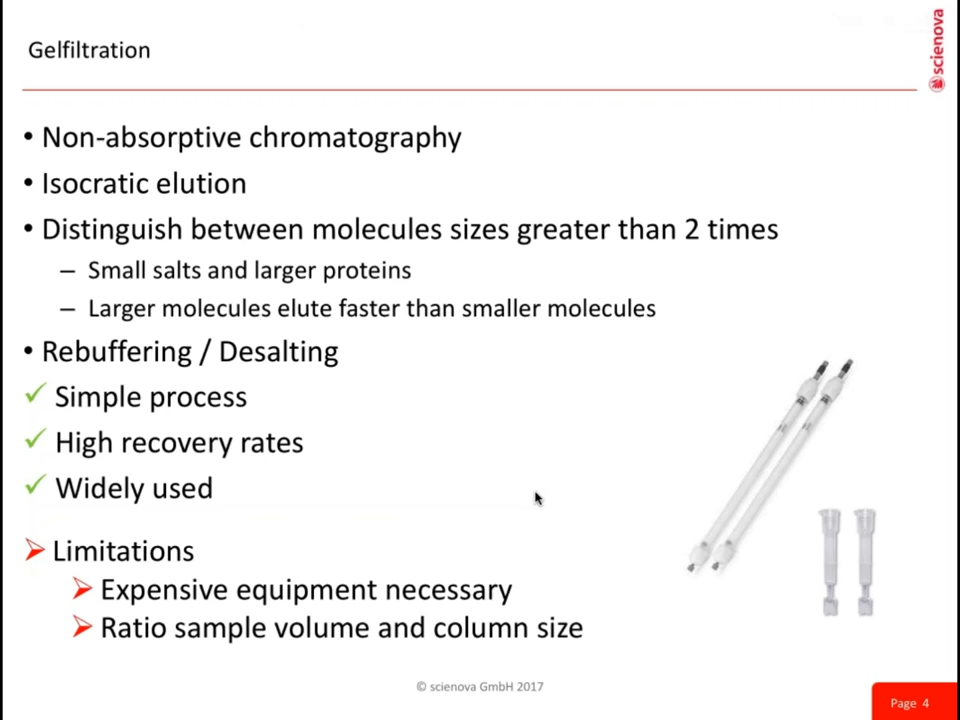 Gelfiltration
scienova
• Non-absorptive chromatography
• Isocratic elution
• Distinguish between molecules sizes greater than 2 times
– Small salts and larger proteins
– Larger molecules elute faster than smaller molecules
• Rebuffering / Desalting
✓ Simple process
✓ High recovery rates
✓ Widely used
➢ Limitations
➢ Expensive equipment necessary
➢ Ratio sample volume and column size
© scienova GmbH 2017
Page 4